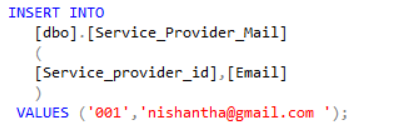 INSERT INTO
[dbo].[Service_Provider_Mail]
(
[Service_provider_id],[Email]
)
VALUES ('001','nishantha@gmail.com ');